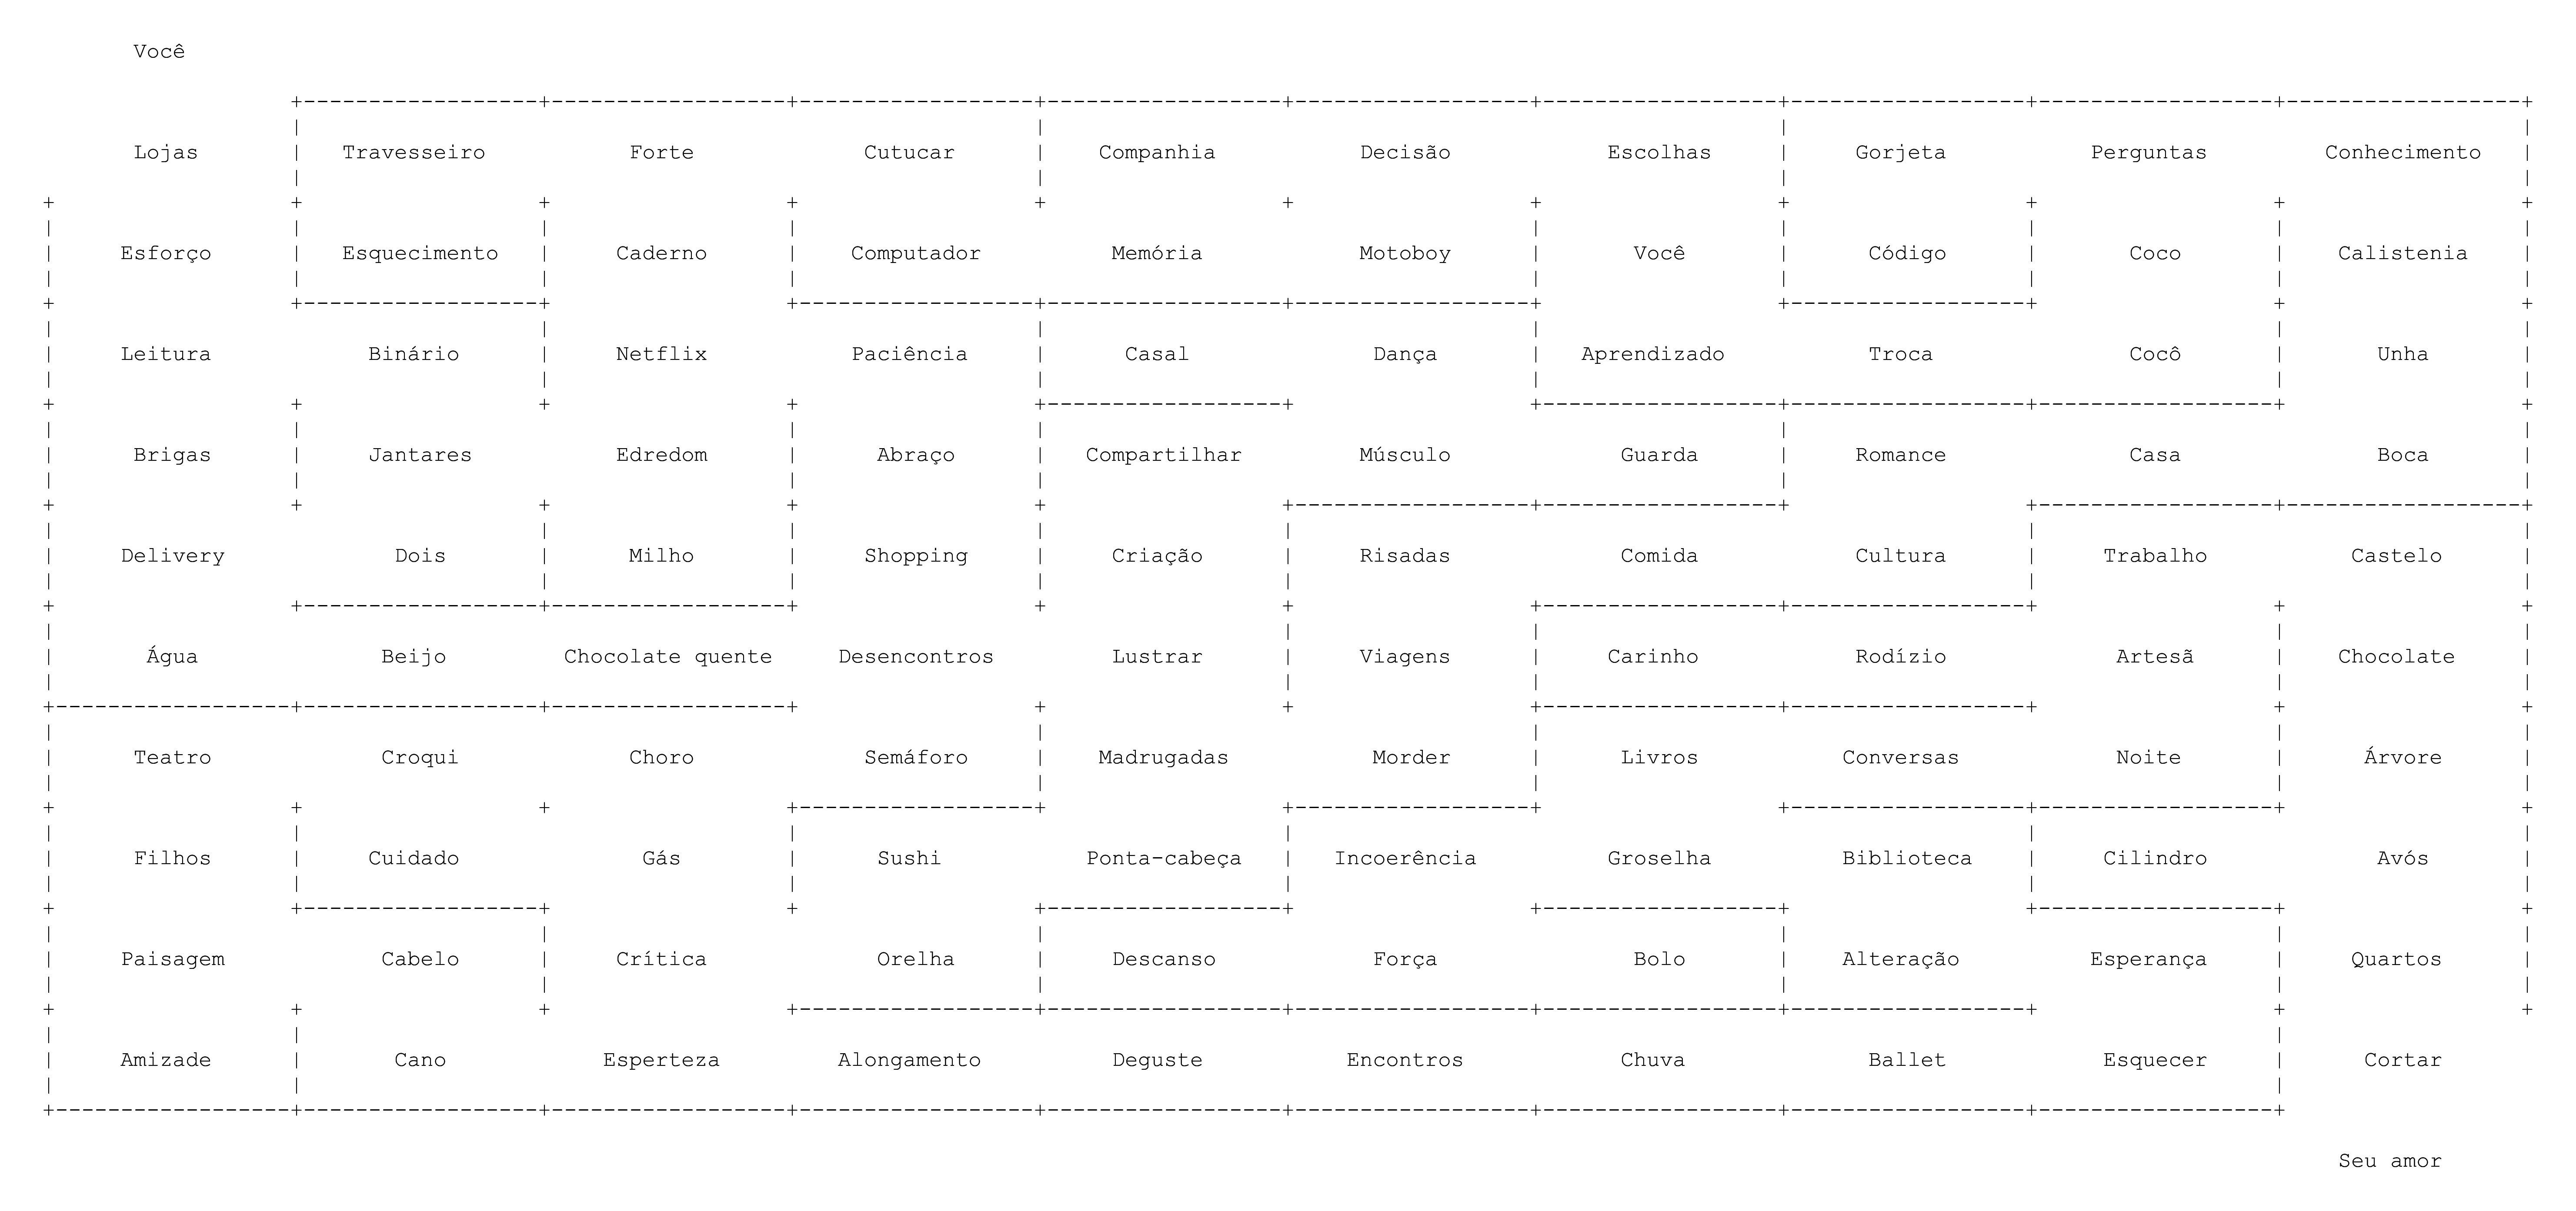 Você
Lojas Travesseiro Forte Cutucar Companhia Decisão Escolhas Gorjeta Perguntas Conhecimento
Esforço Esquecimento Caderno Computador Memória Motoboy Você Código Coco Calistenia
Leitura Binário Netflix Paciência Casal Dança Aprendizado Troca Cocô Unha
Brigas Jantares Edredom Abraço Compartilhar Músculo Guarda Romance Casa Boca
Delivery Dois Milho Shopping Criação Risadas Comida Cultura Trabalho Castelo
Água Beijo Chocolate quente Desencontros Lustrar Viagens Carinho Rodízio Artesã Chocolate
Teatro Croqui Choro Semáforo Madrugadas Morder Livros Conversas Noite Árvore
Filhos Cuidado Gás Sushi Ponta-cabeça Incoerência Groselha Biblioteca Cilindro Avós
Paisagem Cabelo Crítica Orelha Descanso Força Bolo Alteração Esperança Quartos
Amizade Cano Esperteza Alongamento Deguste Encontros Chuva Ballet Esquecer Cortar
Seu amor